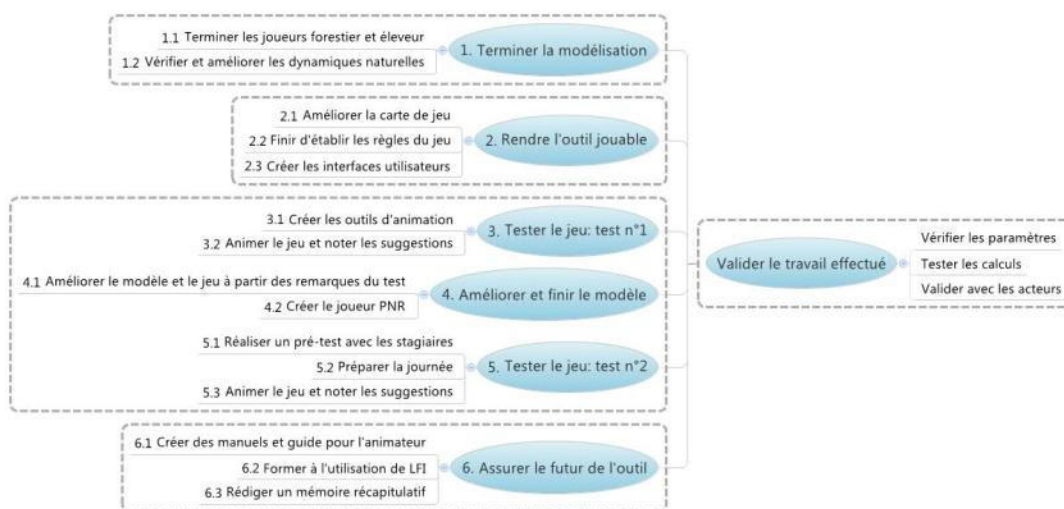 1. Terminer la modélisation
1.1 Terminer les joueurs forestier et éleveur
1.2 Vérifier et améliorer les dynamiques naturelles
2. Rendre l'outil jouable
2.1 Améliorer la carte de jeu
2.2 Finir d'établir les règles du jeu
2.3 Créer les interfaces utilisateurs
3. Tester le jeu: test n°1
3.1 Créer les outils d'animation
3.2 Animer le jeu et noter les suggestions
4. Améliorer et finir le modèle
4.1 Améliorer le modèle et le jeu à partir des remarques du test
4.2 Créer le joueur PNR
5. Tester le jeu: test n°2
5.1 Réaliser un pré-test avec les stagiaires
5.2 Préparer la journée
5.3 Animer le jeu et noter les suggestions
6. Assurer le futur de l'outil
6.1 Créer des manuels et guide pour l'animateur
6.2 Former à l'utilisation de LFI
6.3 Rédiger un mémoire récapitulatif
Valider le travail effectué
Vérifier les paramètres
Tester les calculs
Valider avec les acteurs